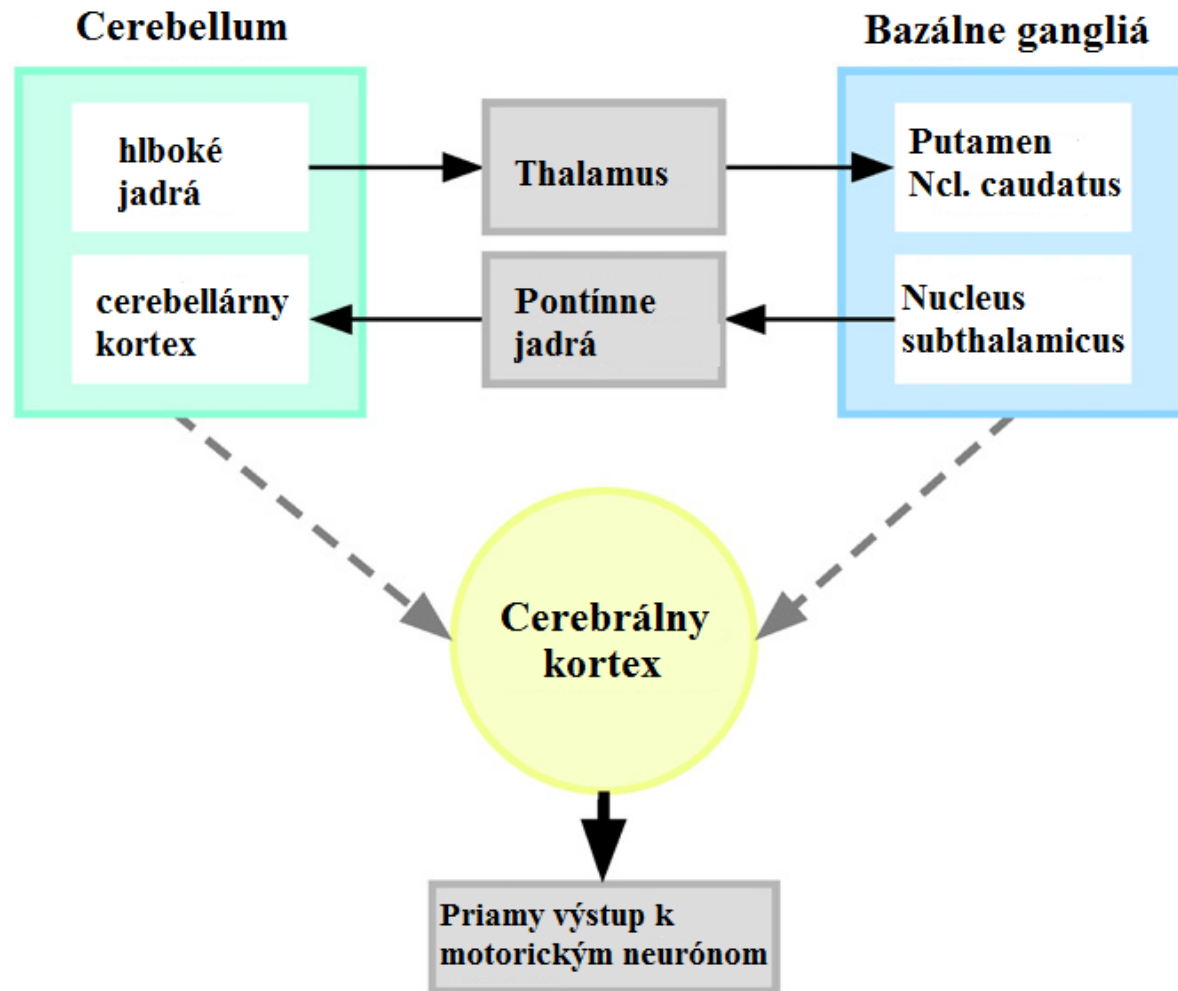 Cerebellum
Bazálne gangliá
hlboké
jadrá
Thalamus
Putamen
Ncl. caudatus
cerebellárny
kortex
Pontínne
jadrá
Nucleus
subthalamicus
Cerebrálny
kortex
Priamy výstup k
motorickým neurónom